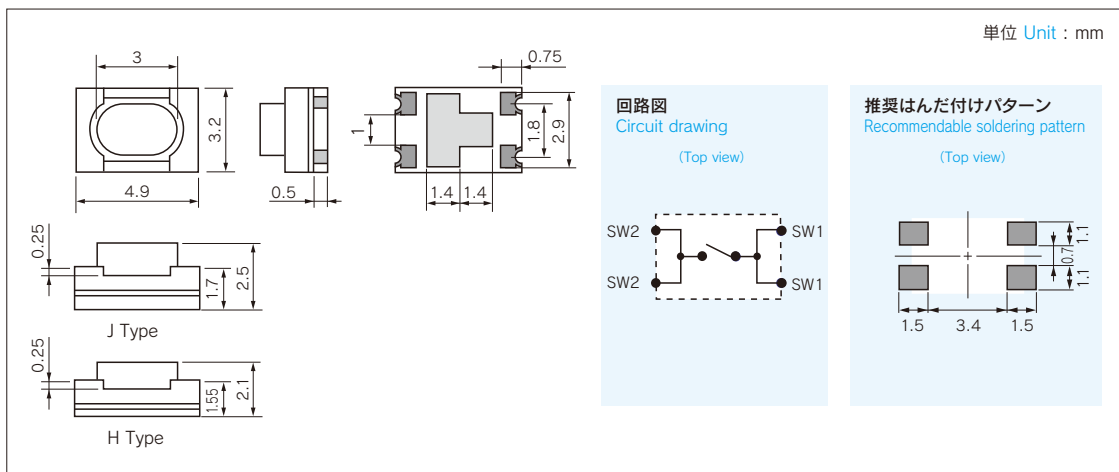 単位 Unit : mm
3
3.2
4.9
0.5
0.75
1
1.8
2.9
1.4
1.4
0.25
1.7
2.5
J Type
0.25
1.55
2.1
H Type
回路図
Circuit drawing
(Top view)
SW2
SW1
SW2
SW1
推奨はんだ付けパターン
Recommendable soldering pattern
(Top view)
1.1
0.7
1.1
1.5
3.4
1.5